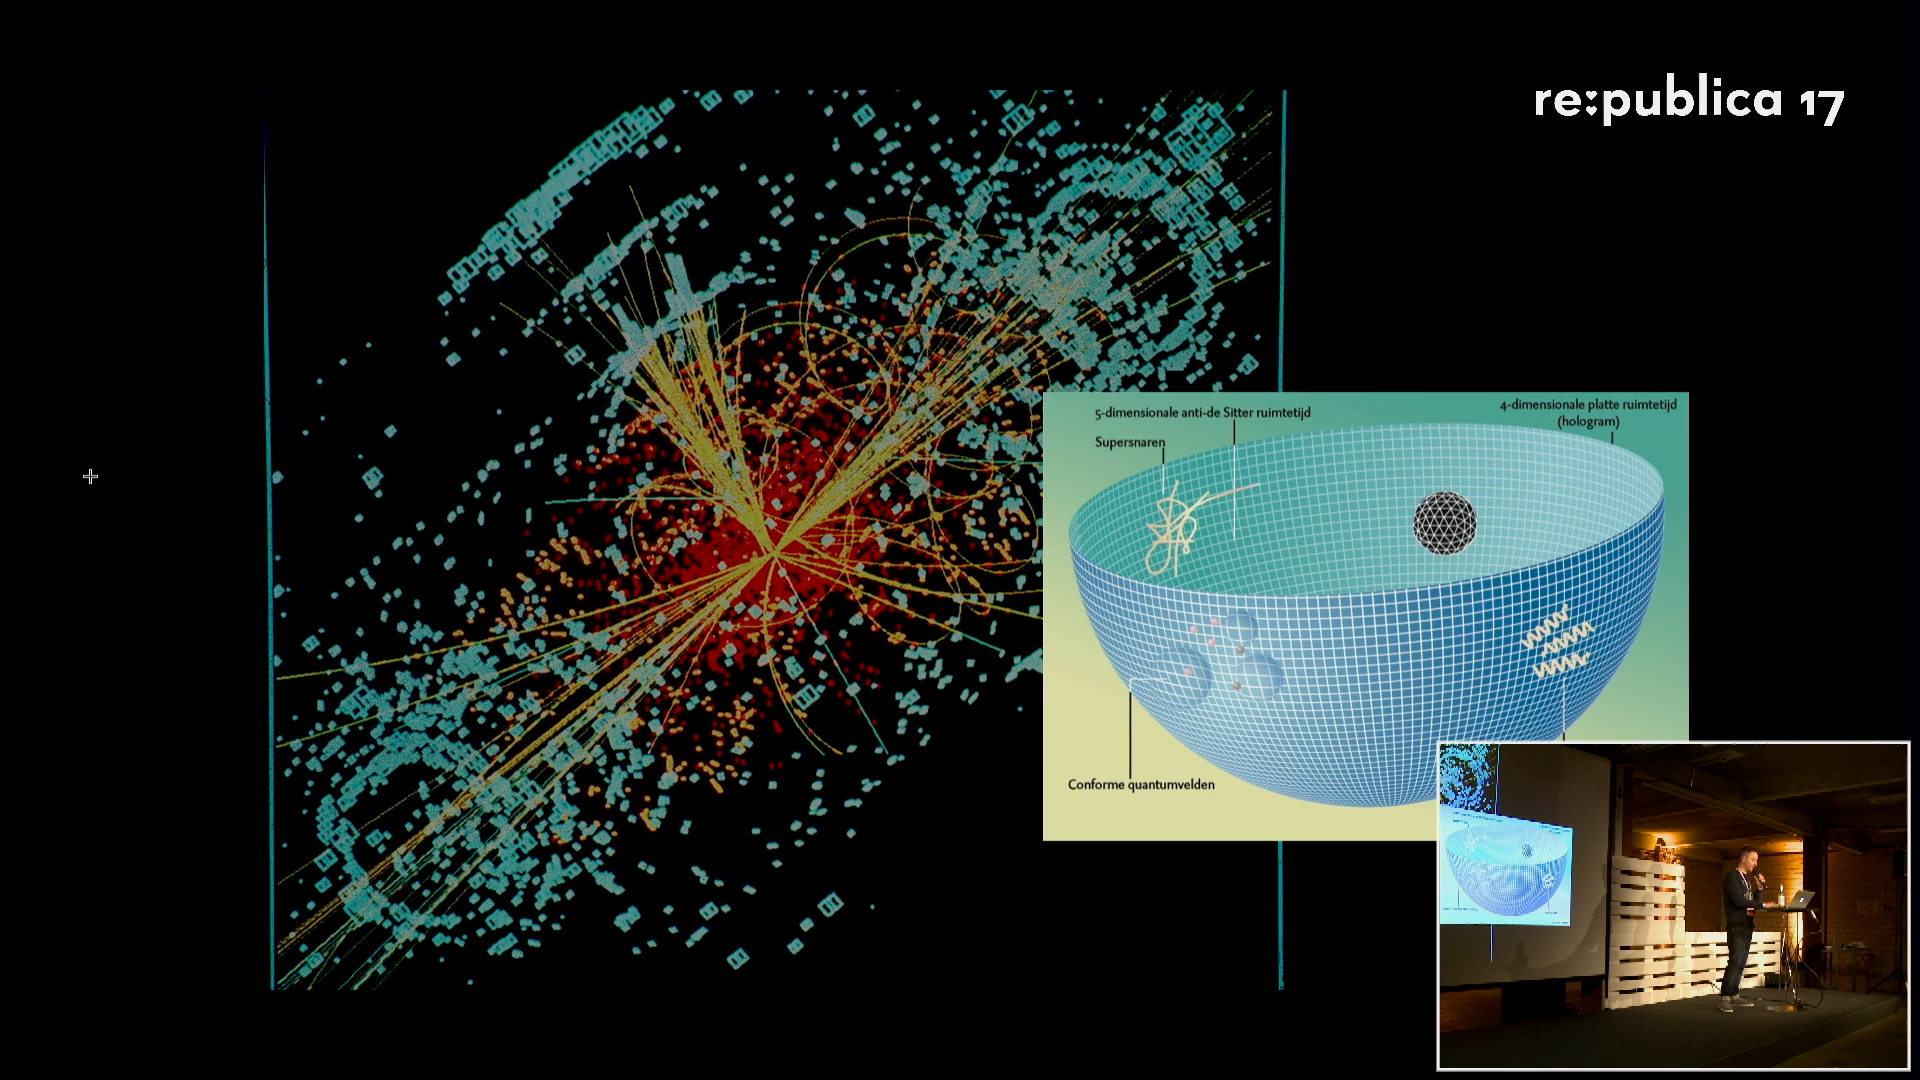 re:publica 17
5-dimensionale anti-de Sitter ruimtetijd
4-dimensionale platte ruimtetijd
(hologram)
Supersnaren
Conforme quantumvelden